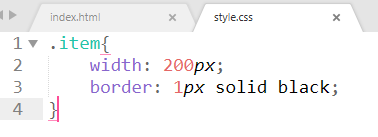 index.html × style.css ×
1 ▼ .item{
2 width: 200px;
3 border: 1px solid black;
4 }